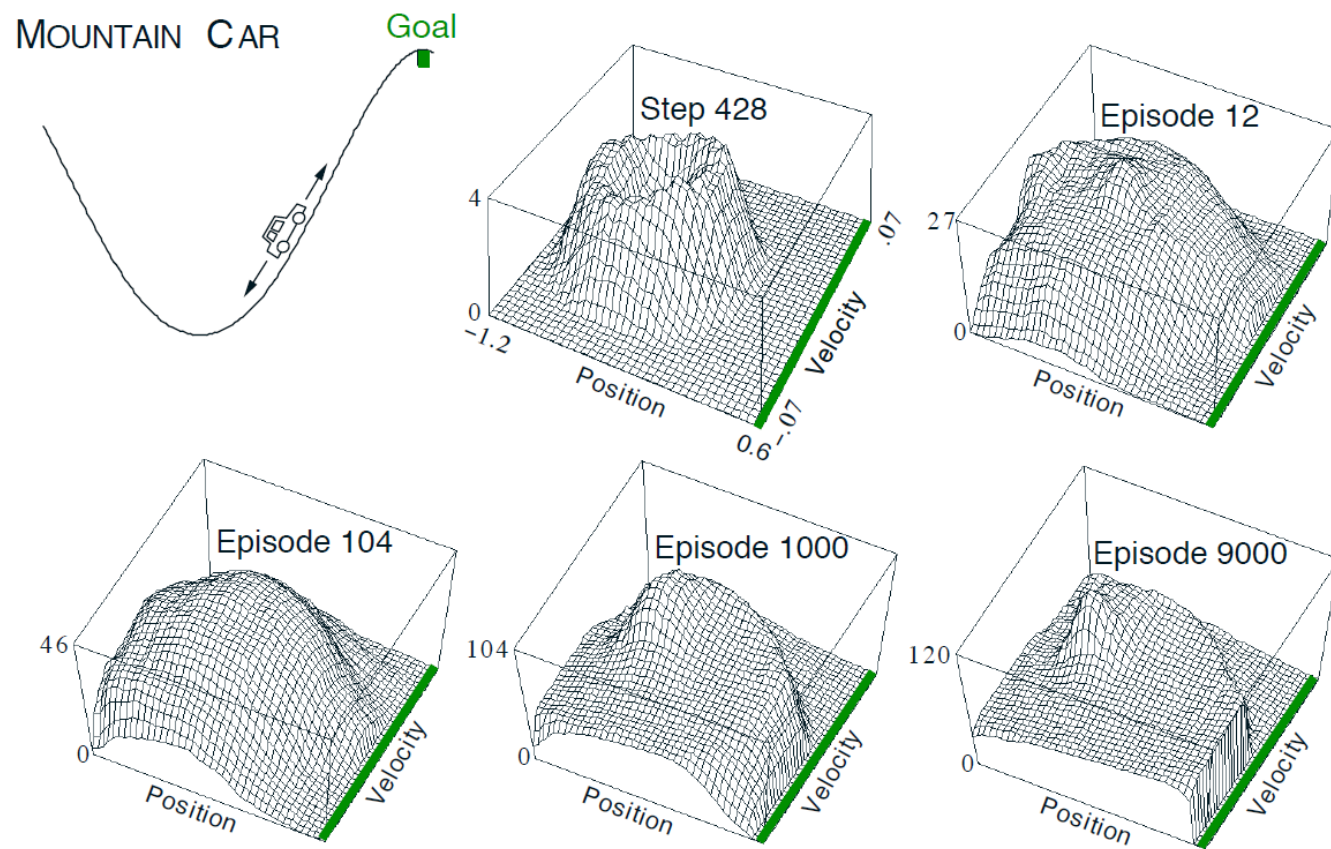 MOUNTAIN CAR
Goal
Step 428
4
0
−1.2
Position
0.6
−.07
Velocity
.07
Episode 12
27
0
Position
Velocity
Episode 104
46
0
Position
Velocity
Episode 1000
104
0
Position
Velocity
Episode 9000
120
0
Position
Velocity